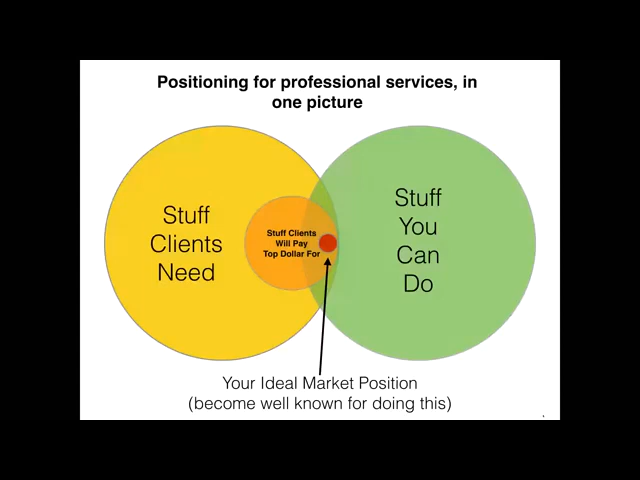 Positioning for professional services, in
one picture
Stuff
Clients
Need
Stuff Clients
Will Pay
Top Dollar For
Stuff
You
Can
Do
Your Ideal Market Position
(become well known for doing this)